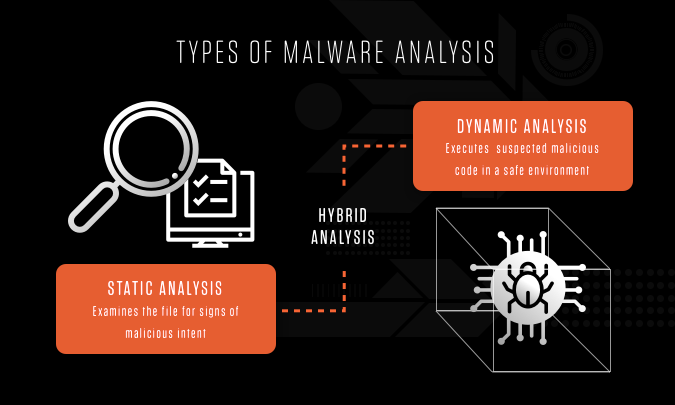 TYPES OF MALWARE ANALYSIS
DYNAMIC ANALYSIS
Executes suspected malicious
code in a safe environment
HYBRID
ANALYSIS
STATIC ANALYSIS
Examines the file for signs of
malicious intent